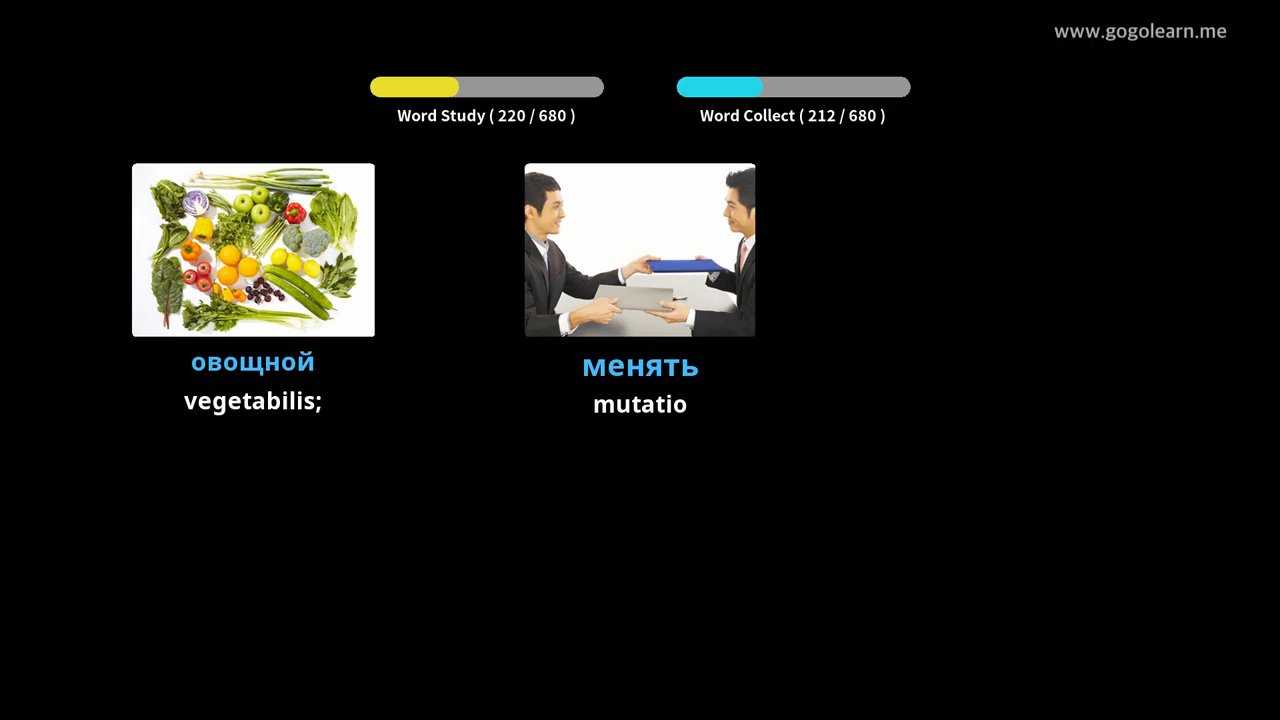 www.gogolearn.me
Word Study ( 220 / 680 )
Word Collect ( 212 / 680 )
овощной
vegetabilis;
менять
mutatio